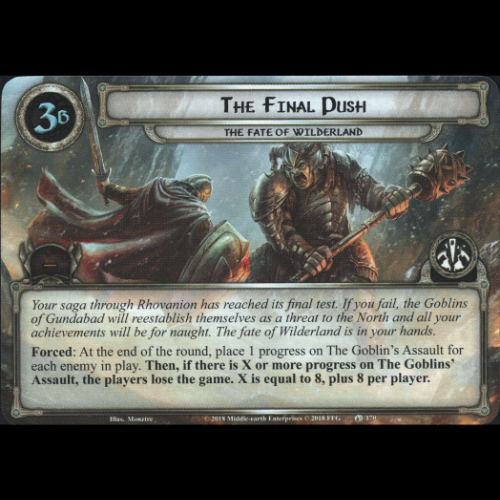 3B
The Final Push
The Fate of Wilderland
Your saga through Rhovanion has reached its final test. If you fail, the Goblins
of Gundabad will reestablish themselves as a threat to the North and all your
achievements will be for naught. The fate of Wilderland is in your hands.
Forced: At the end of the round, place 1 progress on The Goblin's Assault for
each enemy in play. Then, if there is X or more progress on The Goblins'
Assault, the players lose the game. X is equal to 8, plus 8 per player.
Illus. Monztre © 2018 Middle-earth Enterprises © 2018 FFG 170